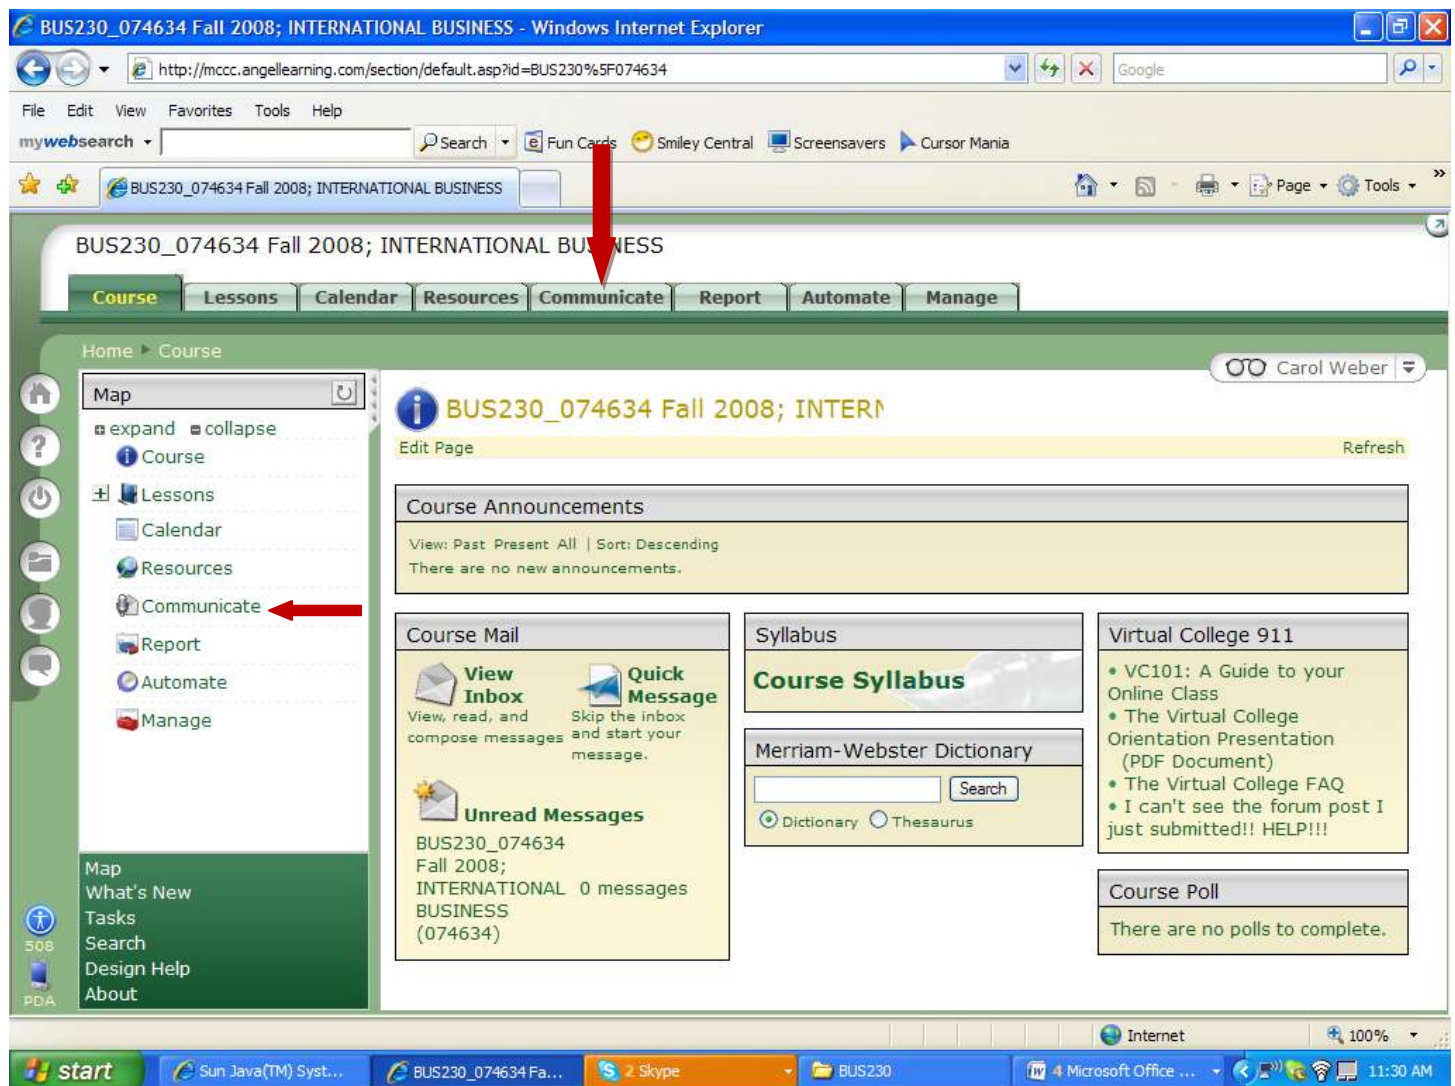 BUS230_074634 Fall 2008; INTERNATIONAL BUSINESS - Windows Internet Explorer
http://mccc.angellearning.com/section/default.asp?id=BUS230%5F074634
Google
File Edit View Favorites Tools Help
mywebsearch
Search
Fun Cards
Smiley Central
Screensavers
Cursor Mania
BUS230_074634 Fall 2008; INTERNATIONAL BUSINESS
Page
Tools
»
BUS230_074634 Fall 2008; INTERNATIONAL BUSINESS
Course Lessons Calendar Resources Communicate Report Automate Manage
Home Course
Carol Weber
Map
expand collapse
Course
Lessons
Calendar
Resources
Communicate
Report
Automate
Manage
Map
What's New
Tasks
Search
Design Help
About
508
PDA
BUS230_074634 Fall 2008; INTERN
Edit Page
Refresh
Course Announcements
View: Past Present All | Sort: Descending
There are no new announcements.
Course Mail
View
Inbox
View, read, and
compose messages
Quick
Message
Skip the inbox
and start your
message.
Unread Messages
BUS230_074634
Fall 2008;
INTERNATIONAL 0 messages
BUSINESS
(074634)
Syllabus
Course Syllabus
Merriam-Webster Dictionary
Search
Dictionary Thesaurus
Virtual College 911
• VC101: A Guide to your
Online Class
• The Virtual College
Orientation Presentation
(PDF Document)
• The Virtual College FAQ
• I can't see the forum post I
just submitted!! HELP!!!
Course Poll
There are no polls to complete.
Internet
100%
start
Sun Java(TM) Syst...
BUS230_074634 Fa...
2 Skype
BUS230
4 Microsoft Office ...
11:30 AM